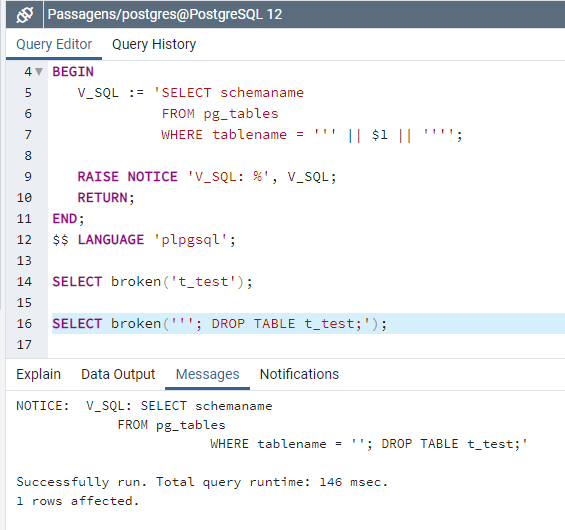 Passagens/postgres@PostgreSQL 12
Query Editor Query History
4 BEGIN
5 V_SQL := 'SELECT schemaname
6 FROM pg_tables
7 WHERE tablename = ''' || $1 || '''';
8
9 RAISE NOTICE 'V_SQL: %', V_SQL;
10 RETURN;
11 END;
12 $$ LANGUAGE 'plpgsql';
13
14 SELECT broken('t_test');
15
16 SELECT broken('''; DROP TABLE t_test;');
17
Explain Data Output Messages Notifications
NOTICE: V_SQL: SELECT schemaname
FROM pg_tables
WHERE tablename = ''; DROP TABLE t_test;'
Successfully run. Total query runtime: 146 msec.
1 rows affected.